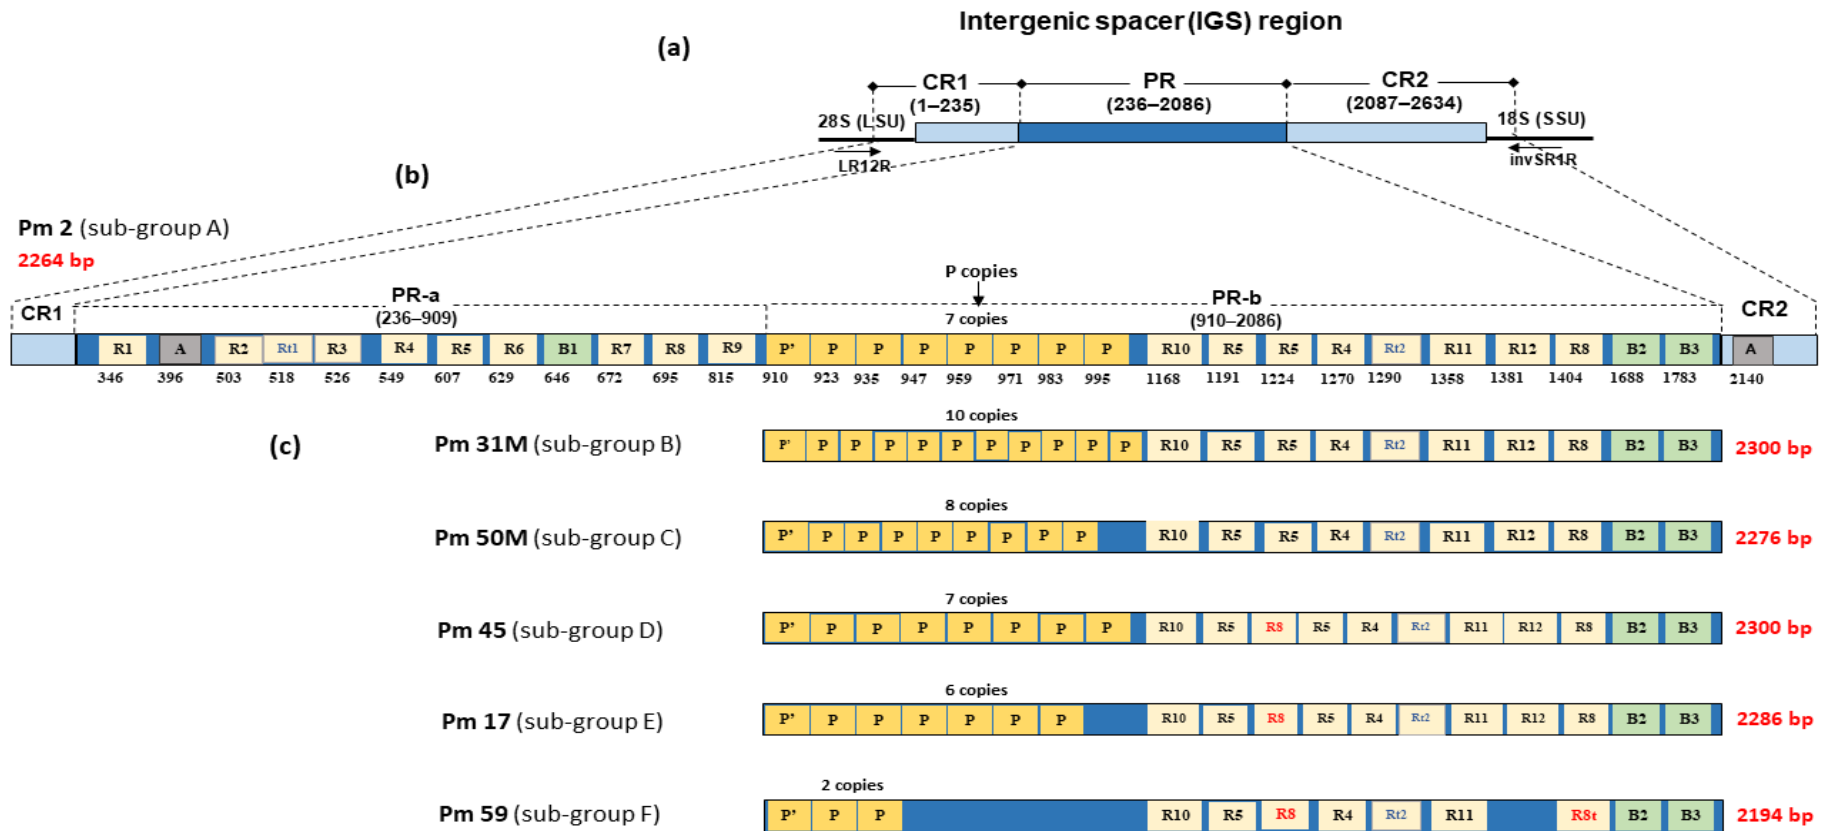 Intergenic spacer (IGS) region
(a)
CR1 PR CR2
(1–235) (236–2086) (2087–2634)
28S (LSU) 18S (SSU)
LR12R inv SR1R
(b)
Pm 2 (sub-group A)
2264 bp
P copies
CR1 PR-a PR-b CR2
(236–909) 7 copies (910–2086)
R1 A R2 Rt1 R3 R4 R5 R6 B1 R7 R8 R9 P' P P P P P P P R10 R5 R5 R4 Rt2 R11 R12 R8 B2 B3 A
346 396 503 518 526 549 607 629 646 672 695 815 910 923 935 947 959 971 983 995 1168 1191 1224 1270 1290 1358 1381 1404 1688 1783 2140
10 copies
(c) Pm 31M (sub-group B) P' P P P P P P P P P P R10 R5 R5 R4 Rt2 R11 R12 R8 B2 B3 2300 bp
8 copies
Pm 50M (sub-group C) P' P P P P P P P P R10 R5 R5 R4 Rt2 R11 R12 R8 B2 B3 2276 bp
7 copies
Pm 45 (sub-group D) P' P P P P P P P R10 R5 R8 R5 R4 Rt2 R11 R12 R8 B2 B3 2300 bp
6 copies
Pm 17 (sub-group E) P' P P P P P P R10 R5 R8 R5 R4 Rt2 R11 R12 R8 B2 B3 2286 bp
2 copies
Pm 59 (sub-group F) P' P P R10 R5 R8 R4 Rt2 R11 R8t B2 B3 2194 bp